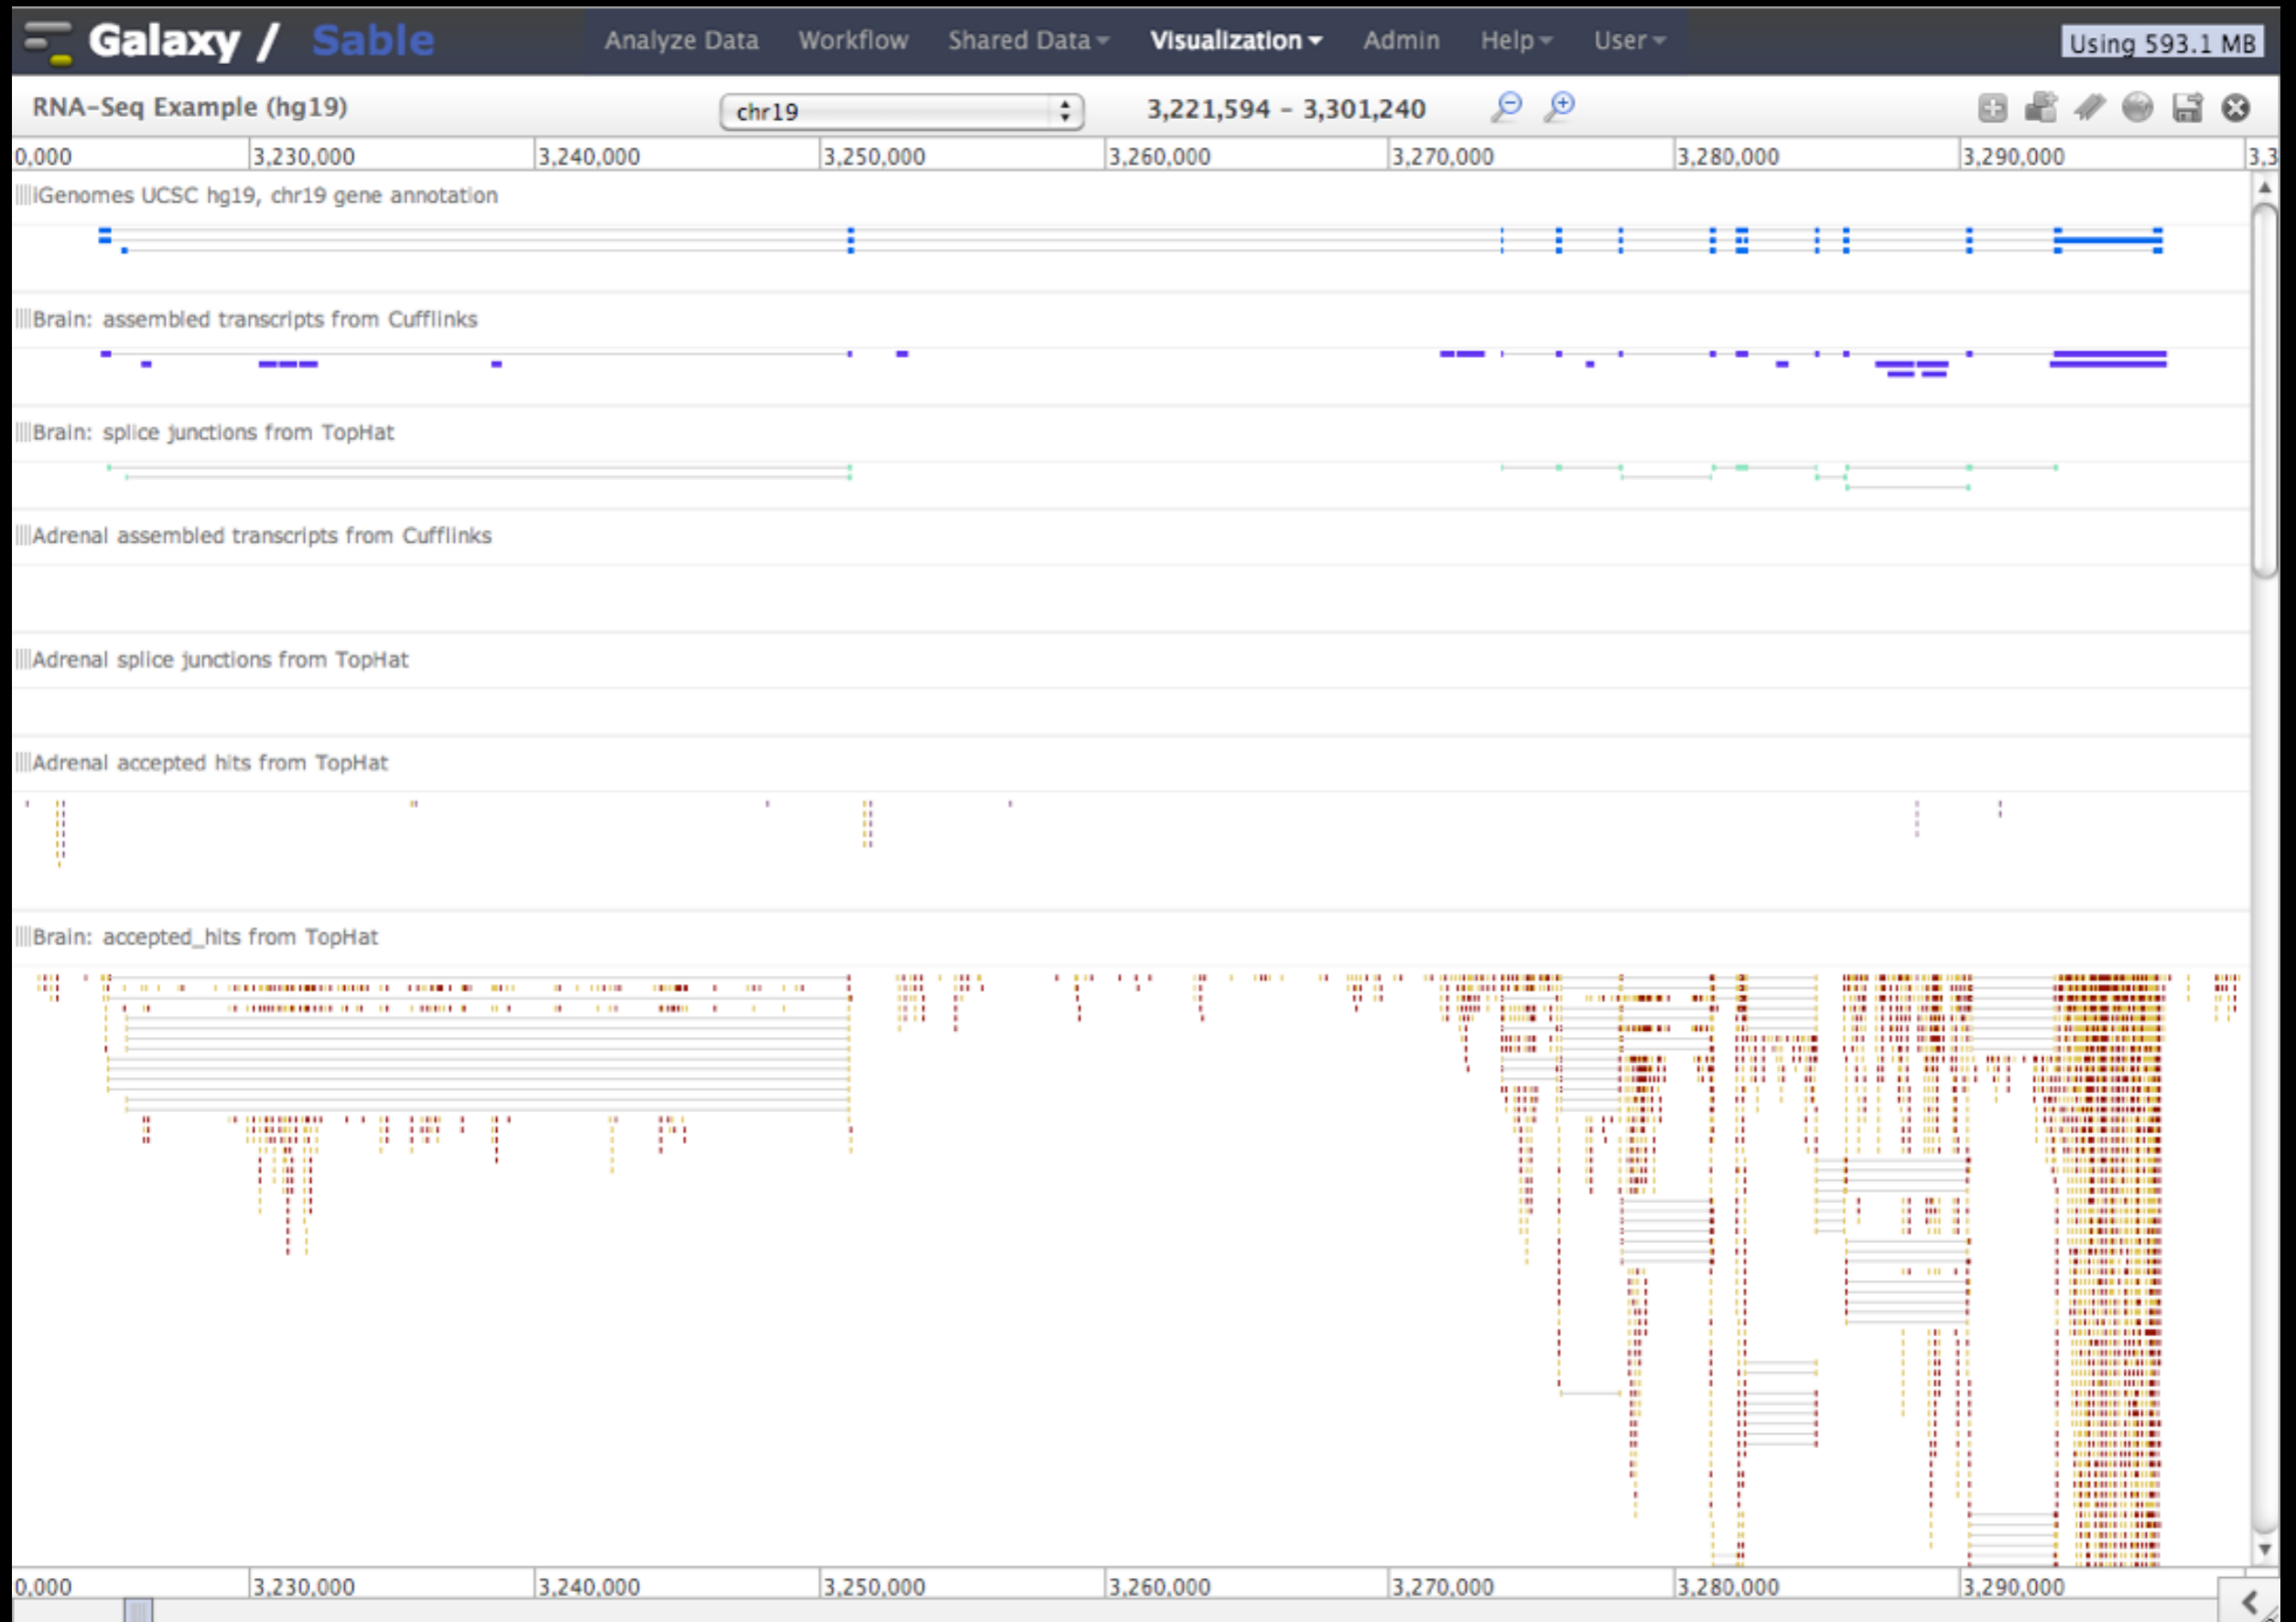 Galaxy / Sable Analyze Data Workflow Shared Data Visualization Admin Help User Using 593.1 MB
RNA-Seq Example (hg19) chr19 3,221,594 - 3,301,240
0,000 3,230,000 3,240,000 3,250,000 3,260,000 3,270,000 3,280,000 3,290,000 3,3
iGenomes UCSC hg19, chr19 gene annotation
Brain: assembled transcripts from Cufflinks
Brain: splice junctions from TopHat
Adrenal assembled transcripts from Cufflinks
Adrenal splice junctions from TopHat
Adrenal accepted hits from TopHat
Brain: accepted_hits from TopHat
0,000 3,230,000 3,240,000 3,250,000 3,260,000 3,270,000 3,280,000 3,290,000